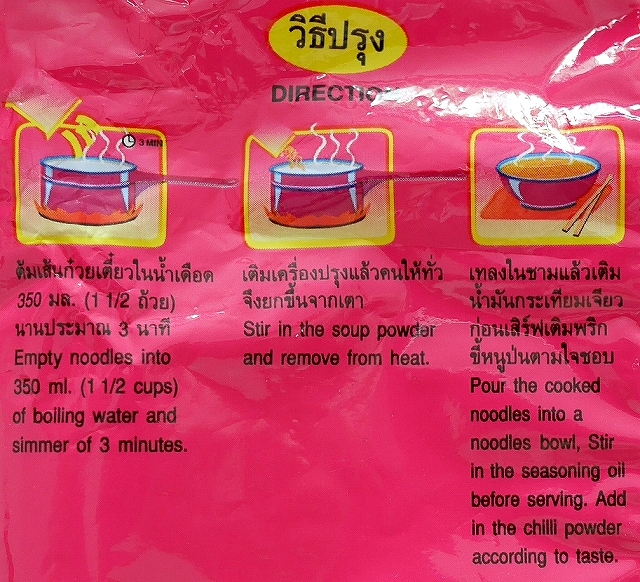 วิธีปรุง
DIRECTION
3 MIN
ต้มเส้นก๋วยเตี๋ยวในน้ำเดือด
350 มล. (1 1/2 ถ้วย)
นานประมาณ 3 นาที
Empty noodles into
350 ml. (1 1/2 cups)
of boiling water and
simmer of 3 minutes.
เติมเครื่องปรุงแล้วคนให้ทั่ว
จึงยกขึ้นจากเตา
Stir in the soup powder
and remove from heat.
เทลงในชามแล้วเติม
น้ำมันกระเทียมเจียว
ก่อนเสิร์ฟเติมพริก
ขี้หนูป่นตามใจชอบ
Pour the cooked
noodles into a
noodles bowl, Stir
in the seasoning oil
before serving. Add
in the chilli powder
according to taste.